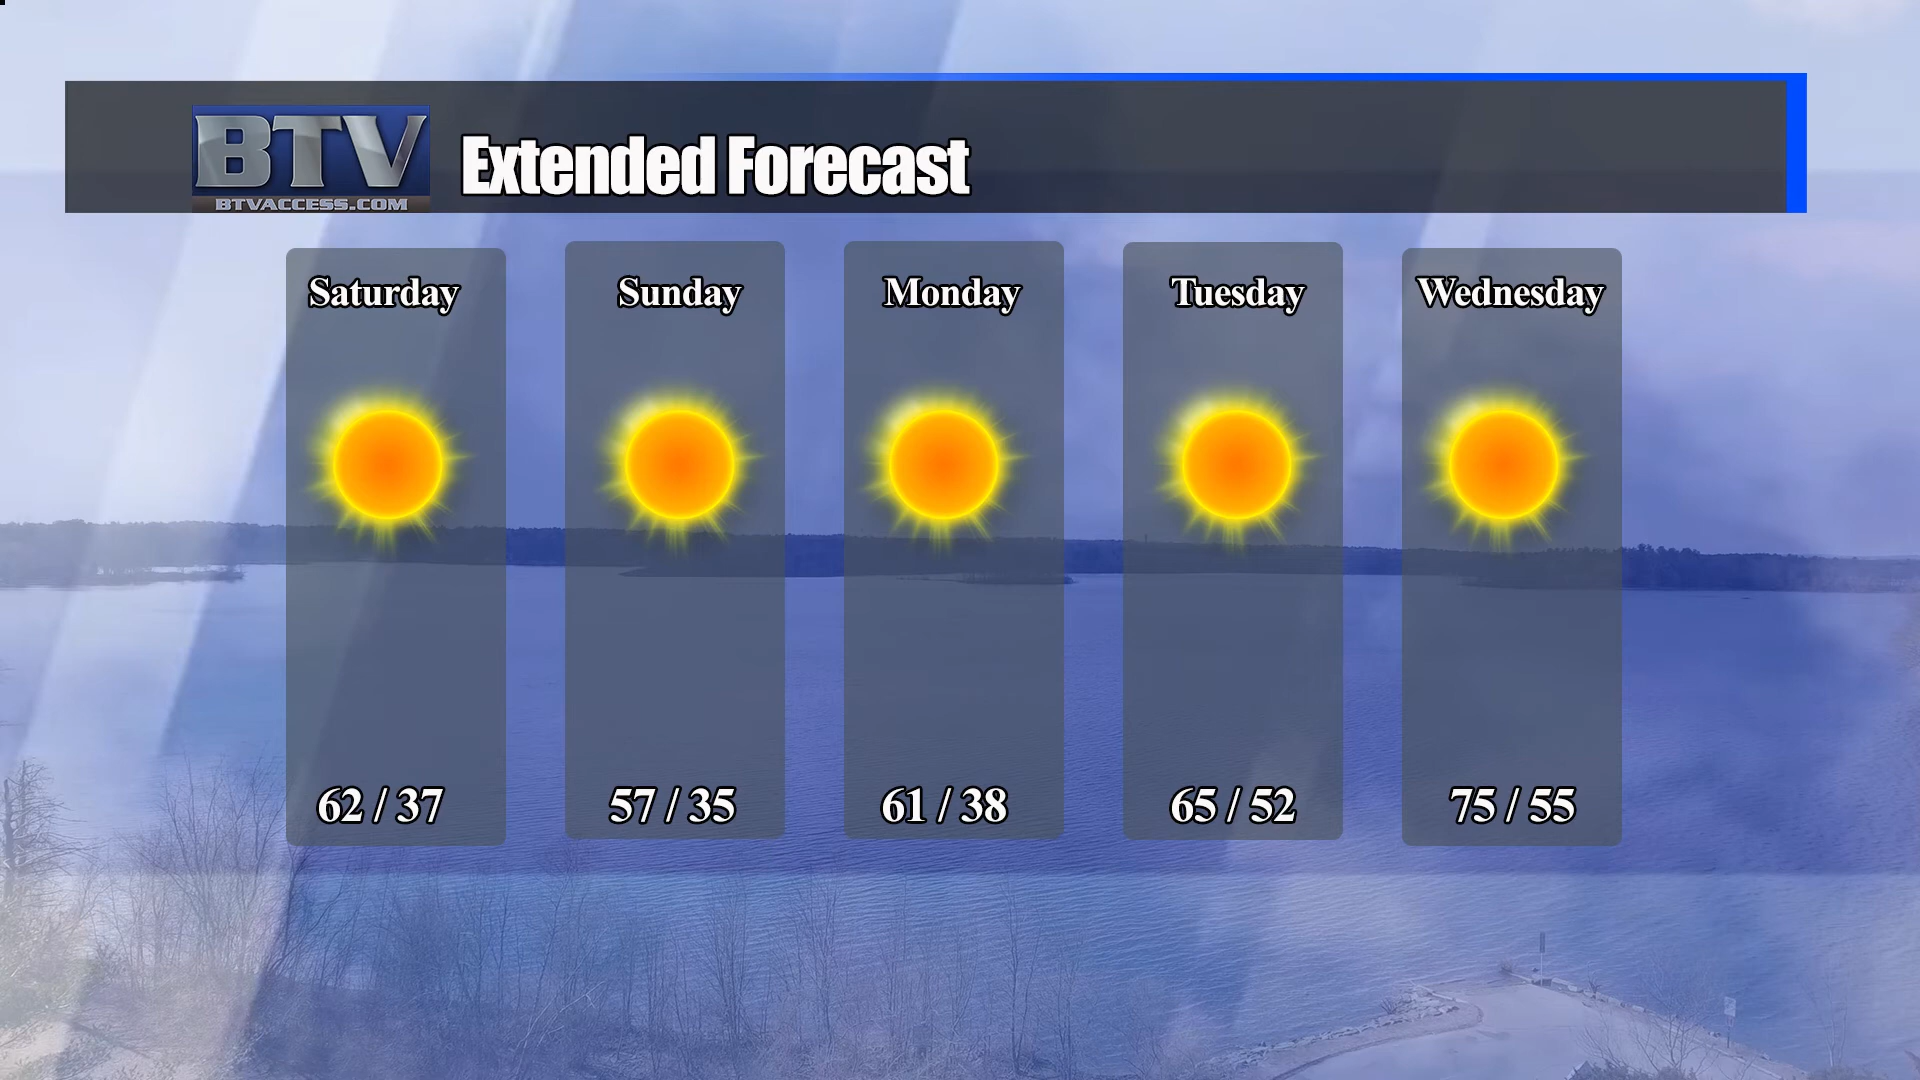 BTV
BTVACCESS.COM
Extended Forecast
Saturday
Sunday
Monday
Tuesday
Wednesday
62 / 37
57 / 35
61 / 38
65 / 52
75 / 55